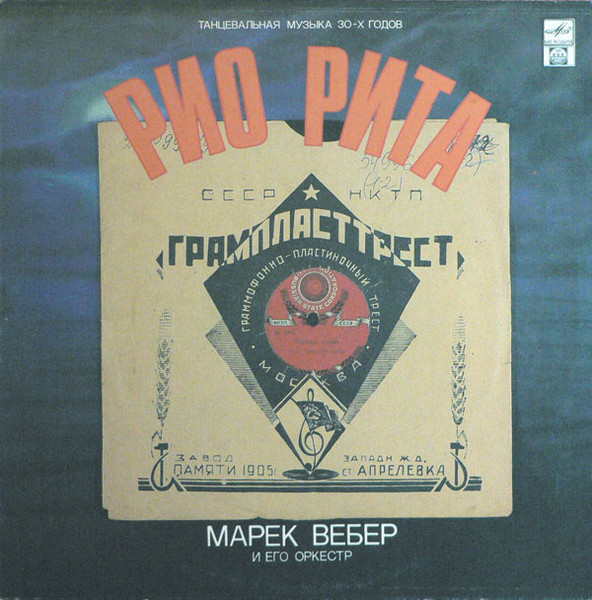 ТАНЦЕВАЛЬНАЯ МУЗЫКА 30-Х ГОДОВ
МЕЛОДИЯ
РИО РИТА
СССР НКТП
ГРАМПЛАСТТРЕСТ
ГРАММОФОННО-ПЛАСТИНОЧНЫЙ ТРЕСТ
МОСКВА
ЗАВОД
ПАМЯТИ 1905г.
ЗАПАДН. Ж.Д.
СТ. АПРЕЛЕВКА
МАРЕК ВЕБЕР
И ЕГО ОРКЕСТР